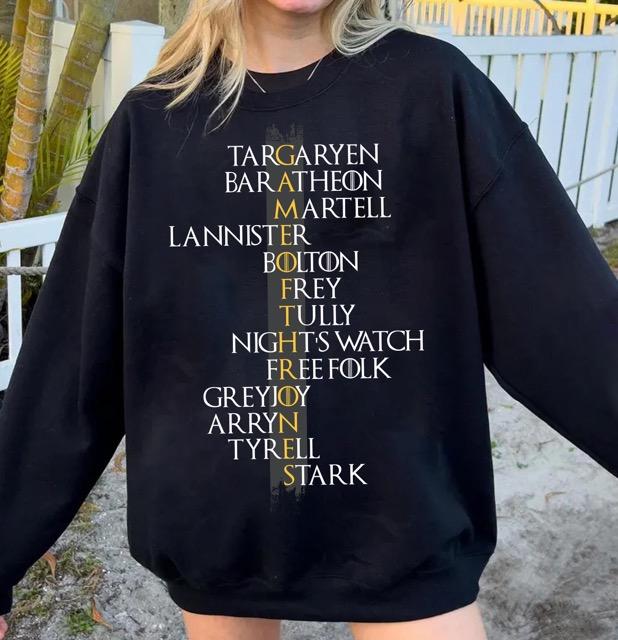 TARGARYEN
BARATHEON
MARTELL
LANNISTER
BOLTON
FREY
TULLY
NIGHT'S WATCH
FREE FOLK
GREYJOY
ARRYN
TYRELL
STARK